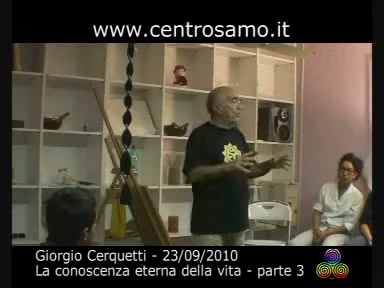 www.centrosamo.it
Giorgio Cerquetti - 23/09/2010
La conoscenza eterna della vita - parte 3